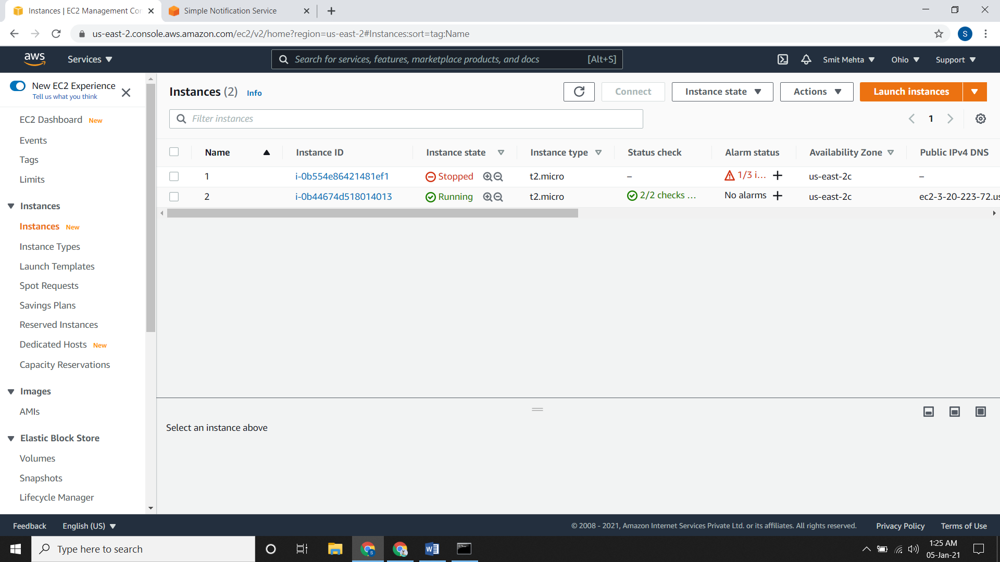 Instances | EC2 Management Con
Simple Notification Service
us-east-2.console.aws.amazon.com/ec2/v2/home?region=us-east-2#Instances:sort=tag:Name
S
aws
Services
Search for services, features, marketplace products, and docs [Alt+S]
Smit Mehta
Ohio
Support
New EC2 Experience
Tell us what you think
EC2 Dashboard New
Events
Tags
Limits
Instances
Instances New
Instance Types
Launch Templates
Spot Requests
Savings Plans
Reserved Instances
Dedicated Hosts New
Capacity Reservations
Images
AMIs
Elastic Block Store
Volumes
Snapshots
Lifecycle Manager
Instances (2) Info
Connect
Instance state
Actions
Launch instances
Filter instances
1
Name Instance ID Instance state Instance type Status check Alarm status Availability Zone Public IPv4 DNS
1 i-0b554e86421481ef1 Stopped t2.micro – 1/3 i... + us-east-2c –
2 i-0b44674d518014013 Running t2.micro 2/2 checks ... No alarms + us-east-2c ec2-3-20-223-72.us
Select an instance above
Feedback
English (US)
© 2008 - 2021, Amazon Internet Services Private Ltd. or its affiliates. All rights reserved.
Privacy Policy
Terms of Use
Type here to search
1:25 AM
05-Jan-21